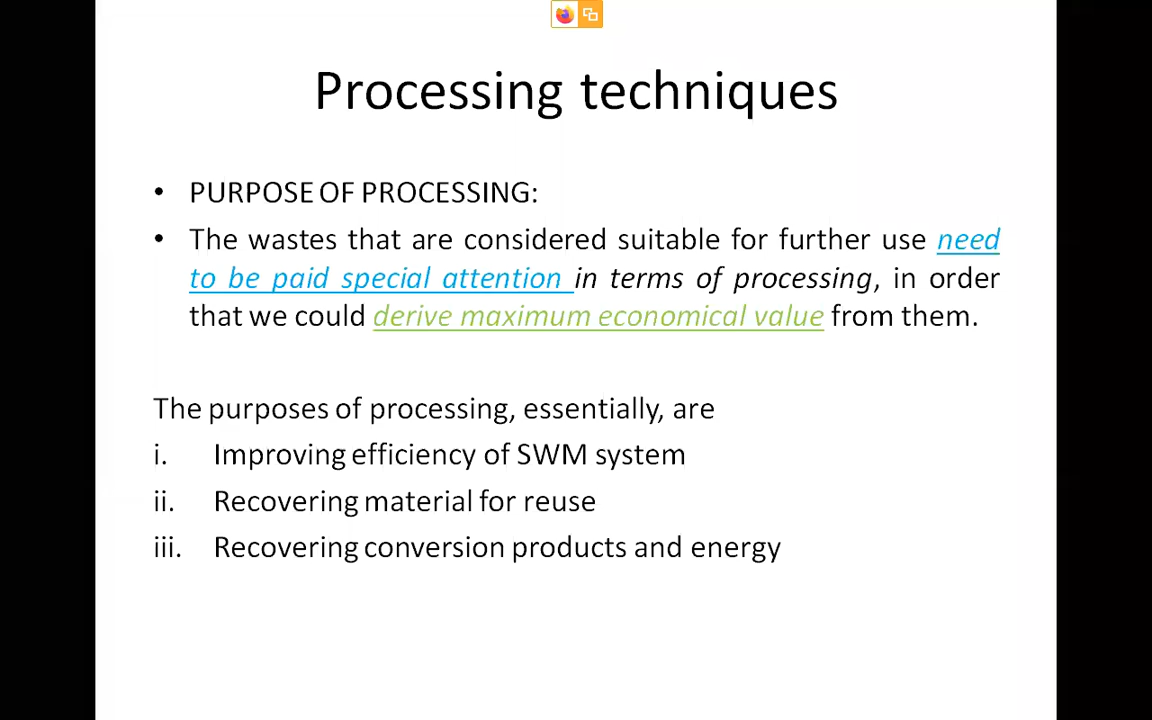 Processing techniques
• PURPOSE OF PROCESSING:
• The wastes that are considered suitable for further use need
to be paid special attention in terms of processing, in order
that we could derive maximum economical value from them.
The purposes of processing, essentially, are
i. Improving efficiency of SWM system
ii. Recovering material for reuse
iii. Recovering conversion products and energy